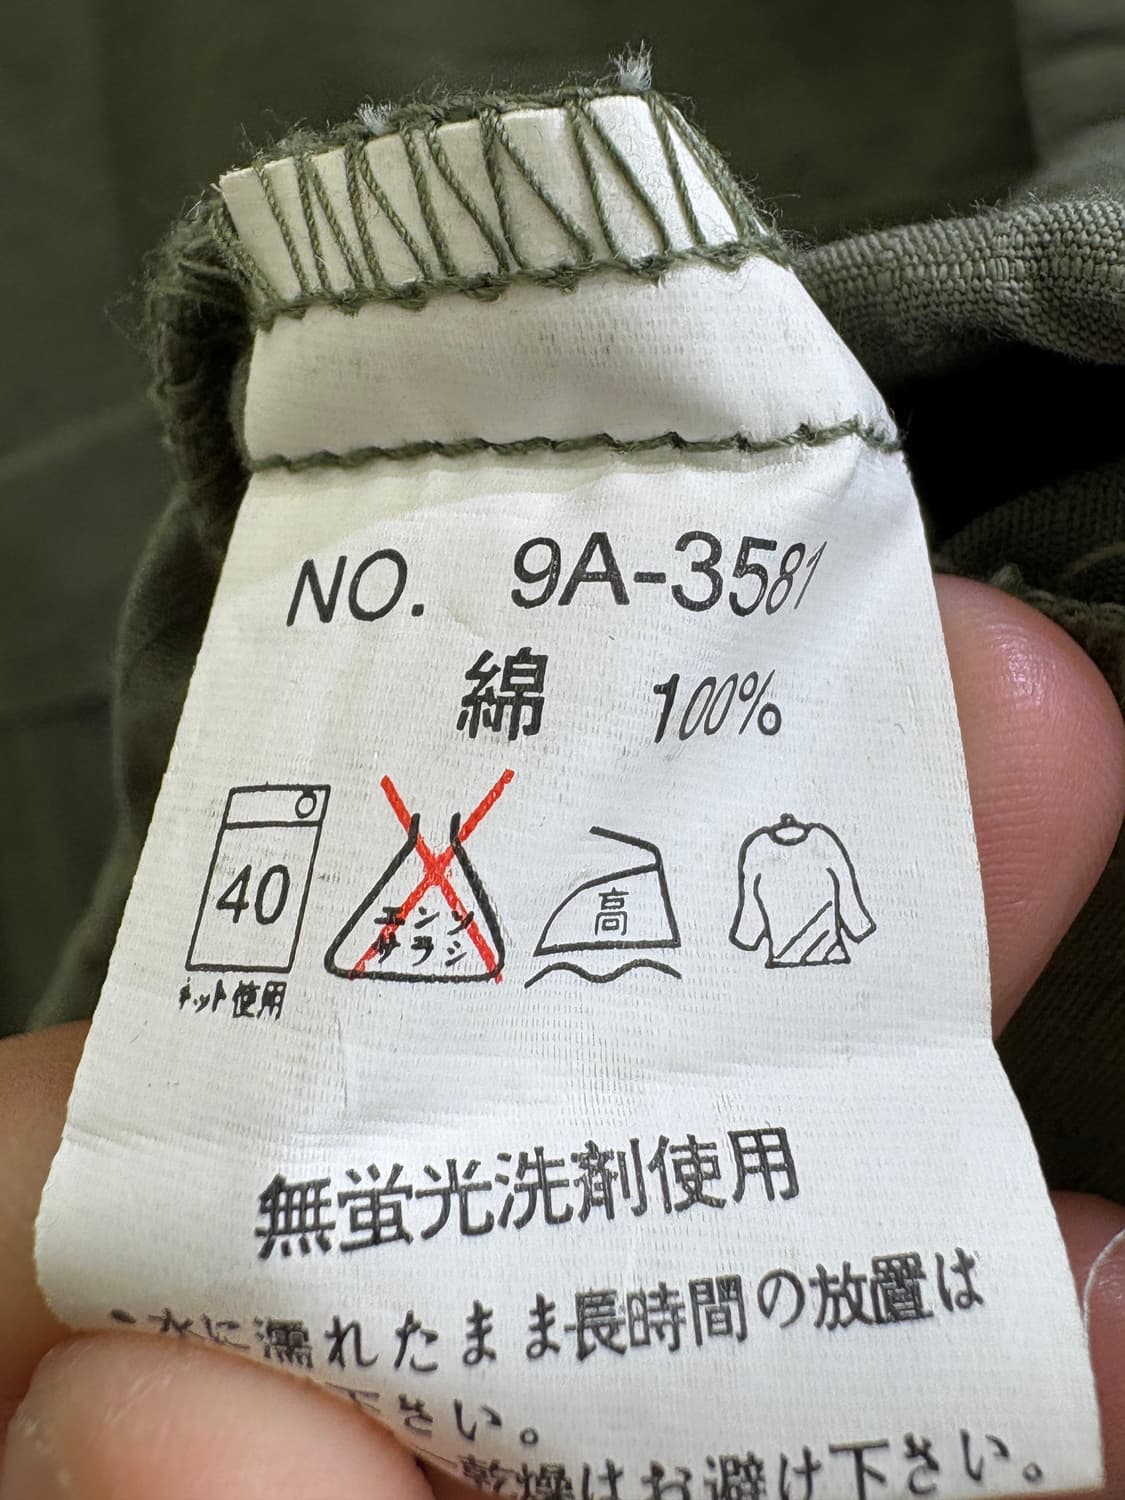 NO. 9A-3581
綿 100%
40
エンソ
サラシ
高
ネット使用
無蛍光洗剤使用
・水に濡れたまま長時間の放置は
下さい。
乾燥はお避け下さい。